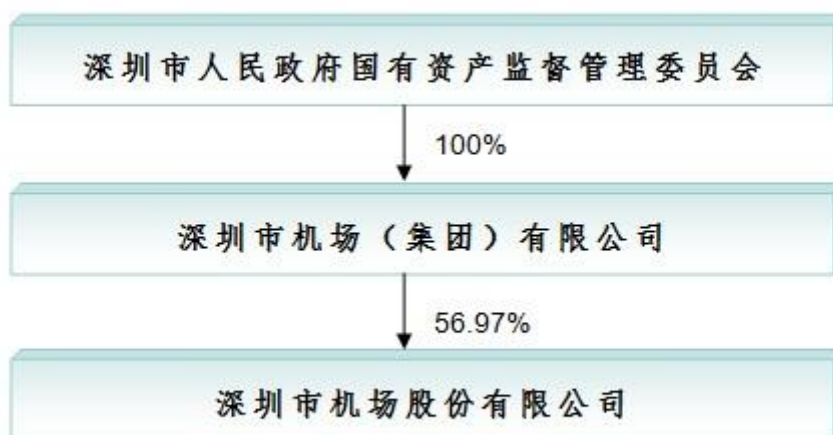 深圳市人民政府国有资产监督管理委员会
100%
深圳市机场（集团）有限公司
56.97%
深圳市机场股份有限公司